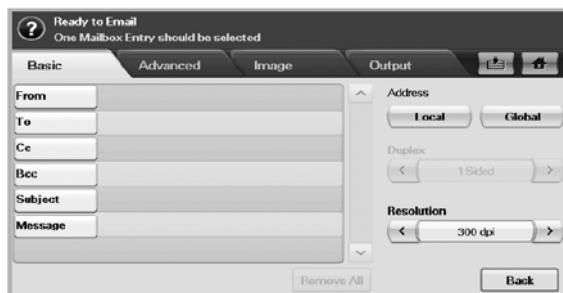 Ready to Email
One Mailbox Entry should be selected
Basic
Advanced
Image
Output
From
To
Cc
Bcc
Subject
Message
Address
Local
Global
Duplex
1 Sided
Resolution
300 dpi
Remove All
Back